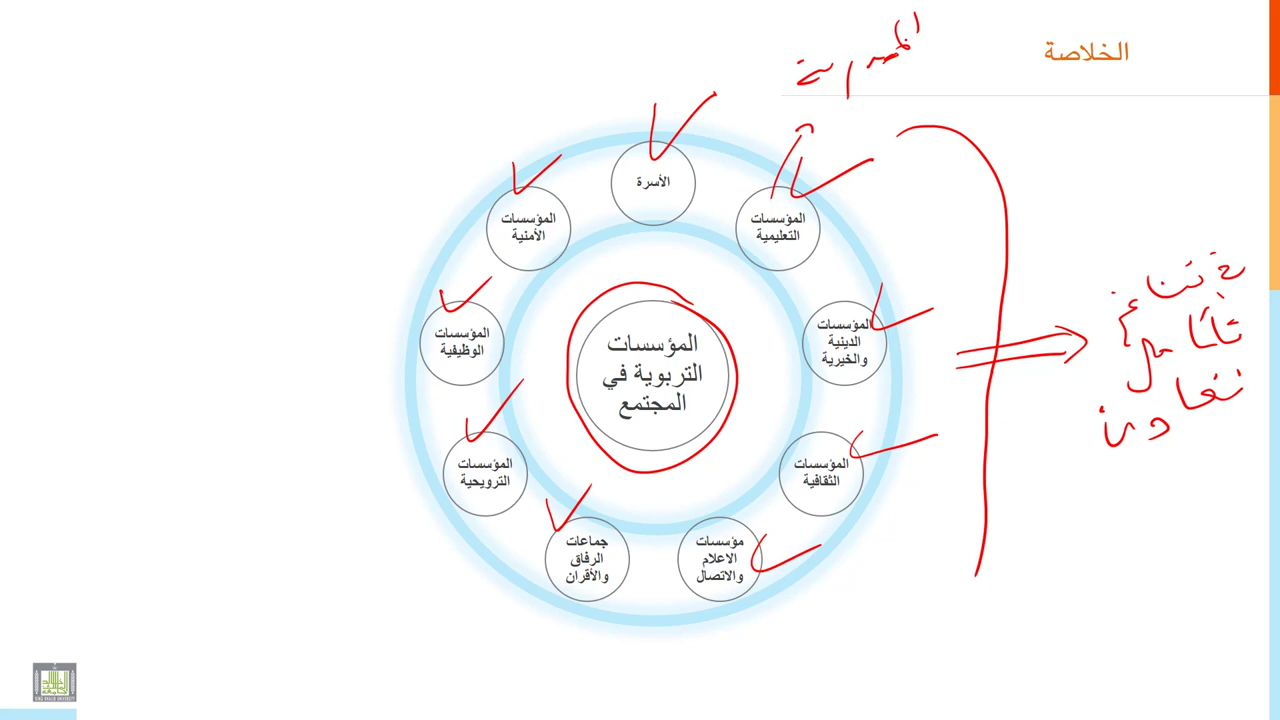 الخلاصة
المدرسة
الأسرة
المؤسسات
التعليمية
المؤسسات
الدينية
والخيرية
المؤسسات
الثقافية
مؤسسات
الاعلام
والاتصال
جماعات
الرفاق
والأقران
المؤسسات
الترويحية
المؤسسات
الوظيفية
المؤسسات
الأمنية
المؤسسات
التربوية في
المجتمع
تكامل
تعاون